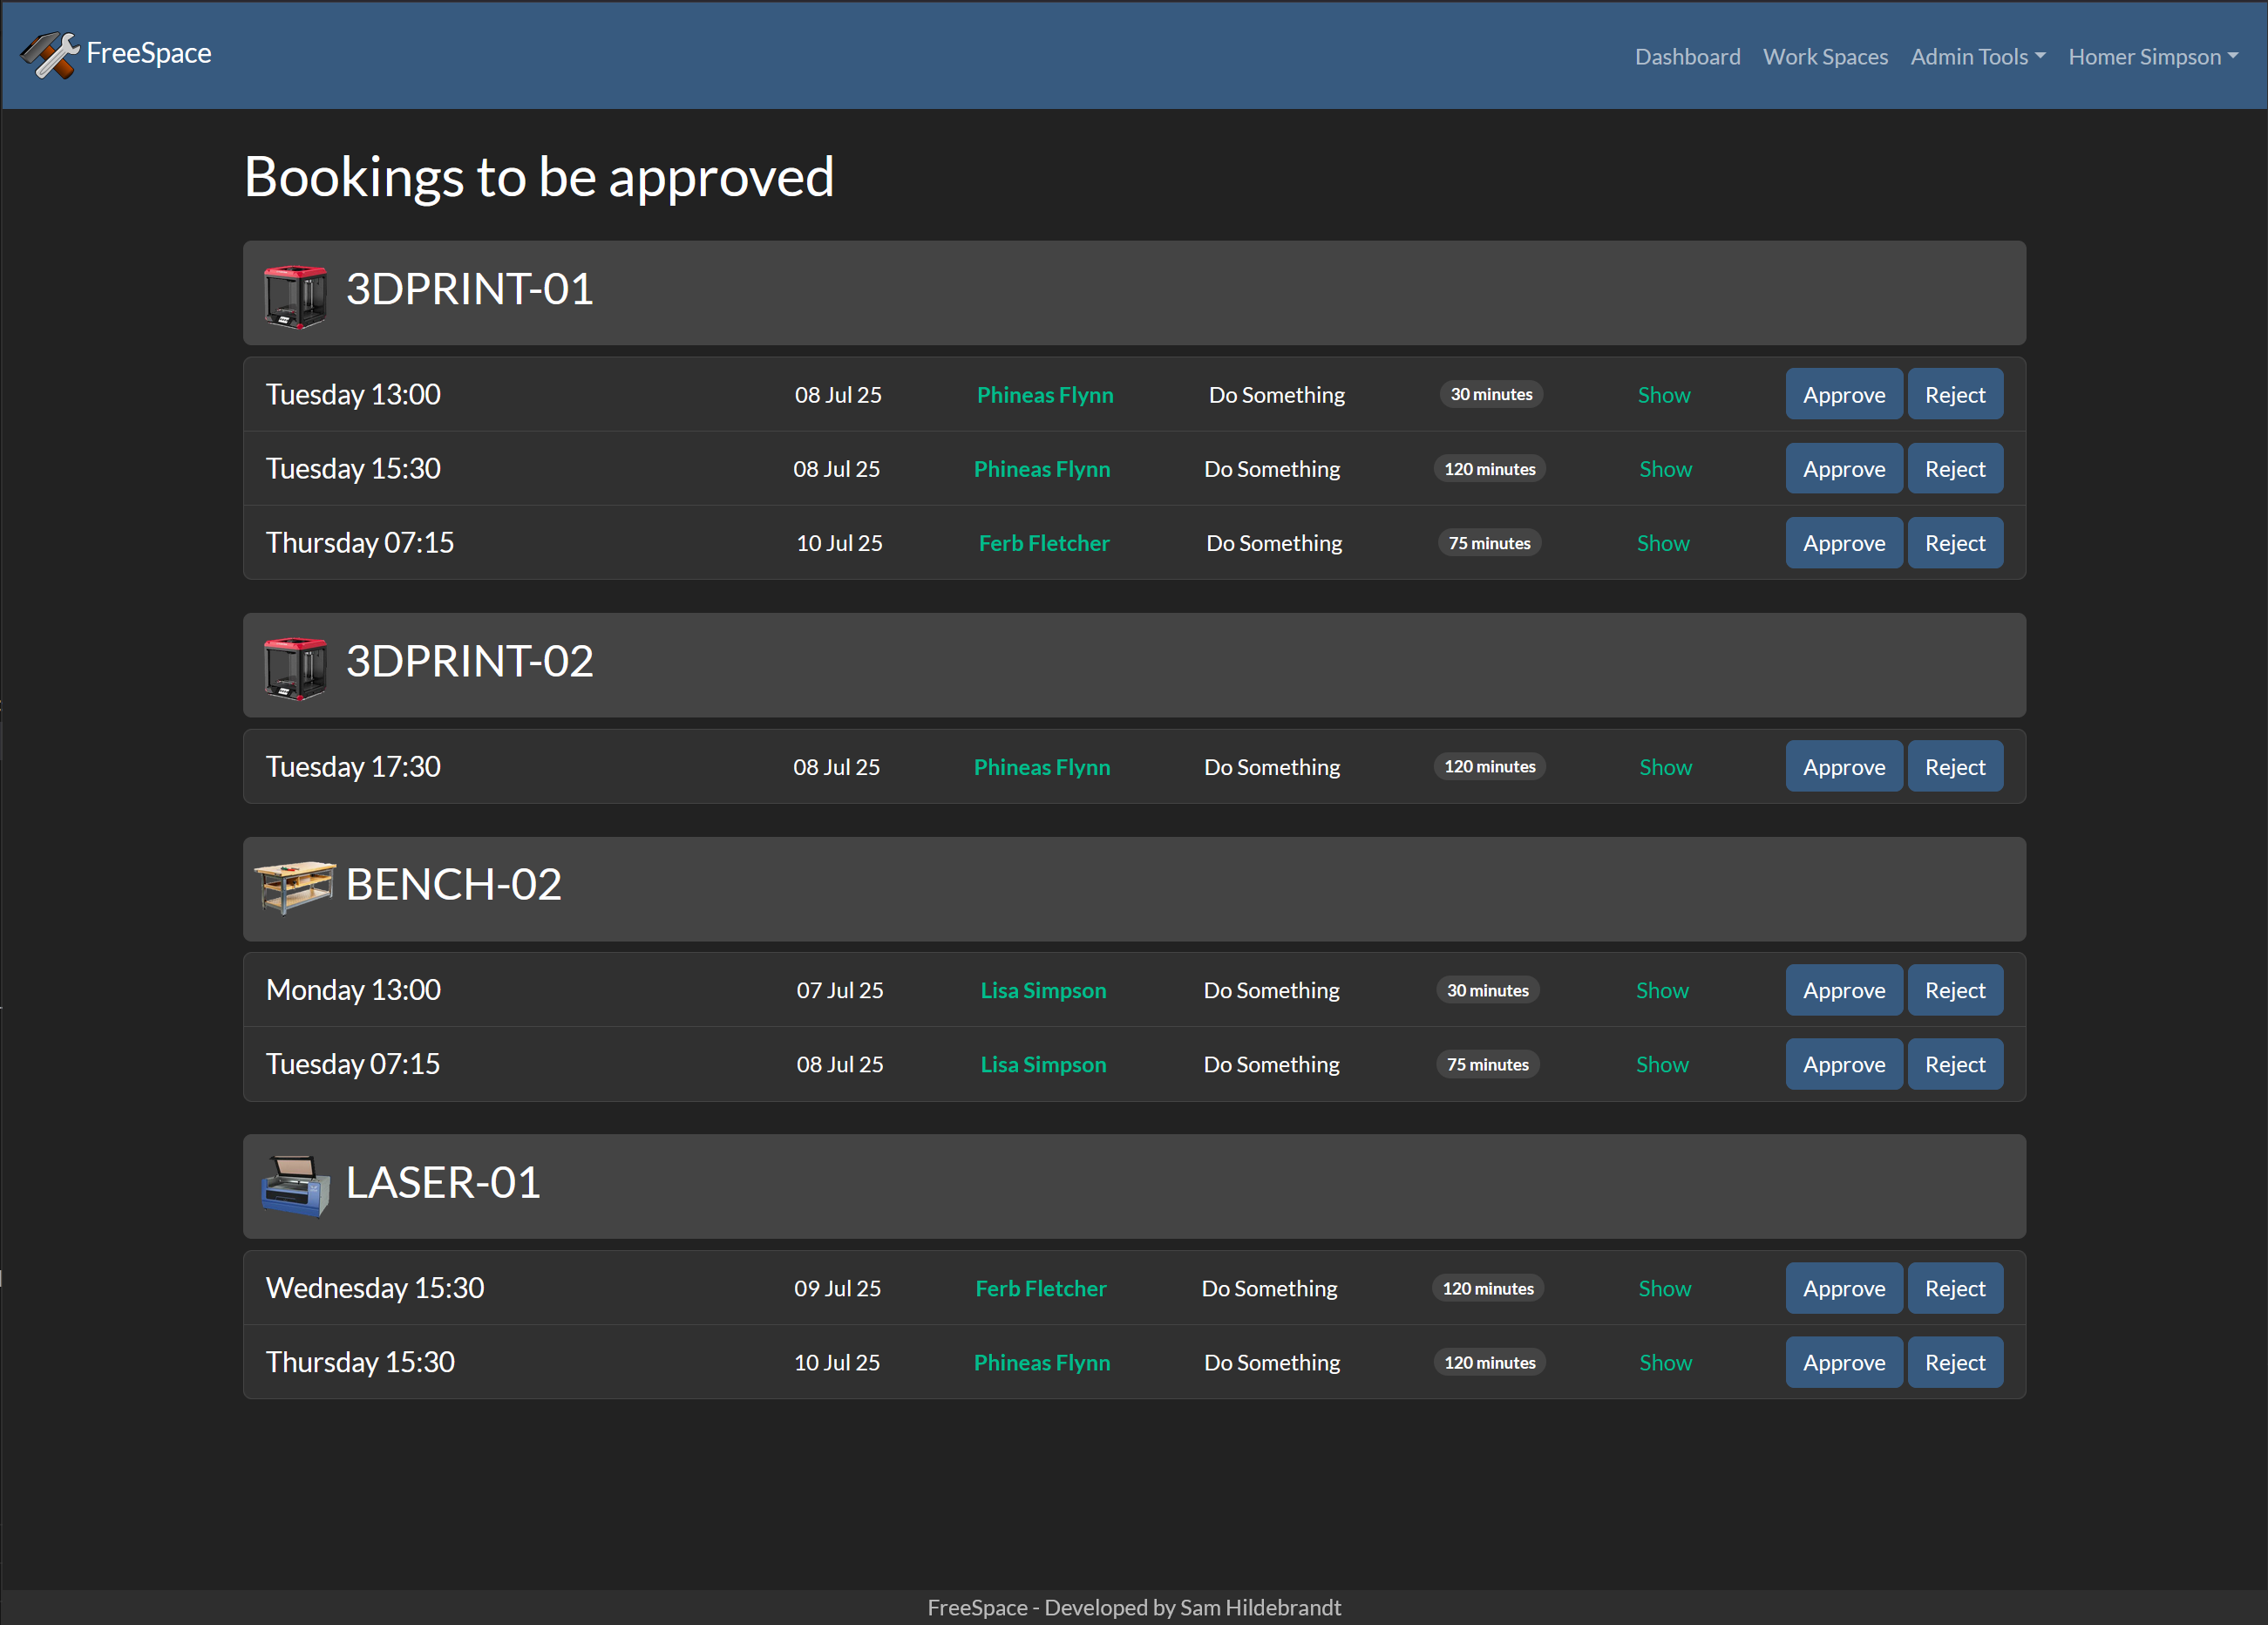 FreeSpace
Dashboard Work Spaces Admin Tools Homer Simpson
Bookings to be approved
3DPRINT-01
Tuesday 13:00 08 Jul 25 Phineas Flynn Do Something 30 minutes Show Approve Reject
Tuesday 15:30 08 Jul 25 Phineas Flynn Do Something 120 minutes Show Approve Reject
Thursday 07:15 10 Jul 25 Ferb Fletcher Do Something 75 minutes Show Approve Reject
3DPRINT-02
Tuesday 17:30 08 Jul 25 Phineas Flynn Do Something 120 minutes Show Approve Reject
BENCH-02
Monday 13:00 07 Jul 25 Lisa Simpson Do Something 30 minutes Show Approve Reject
Tuesday 07:15 08 Jul 25 Lisa Simpson Do Something 75 minutes Show Approve Reject
LASER-01
Wednesday 15:30 09 Jul 25 Ferb Fletcher Do Something 120 minutes Show Approve Reject
Thursday 15:30 10 Jul 25 Phineas Flynn Do Something 120 minutes Show Approve Reject
FreeSpace - Developed by Sam Hildebrandt